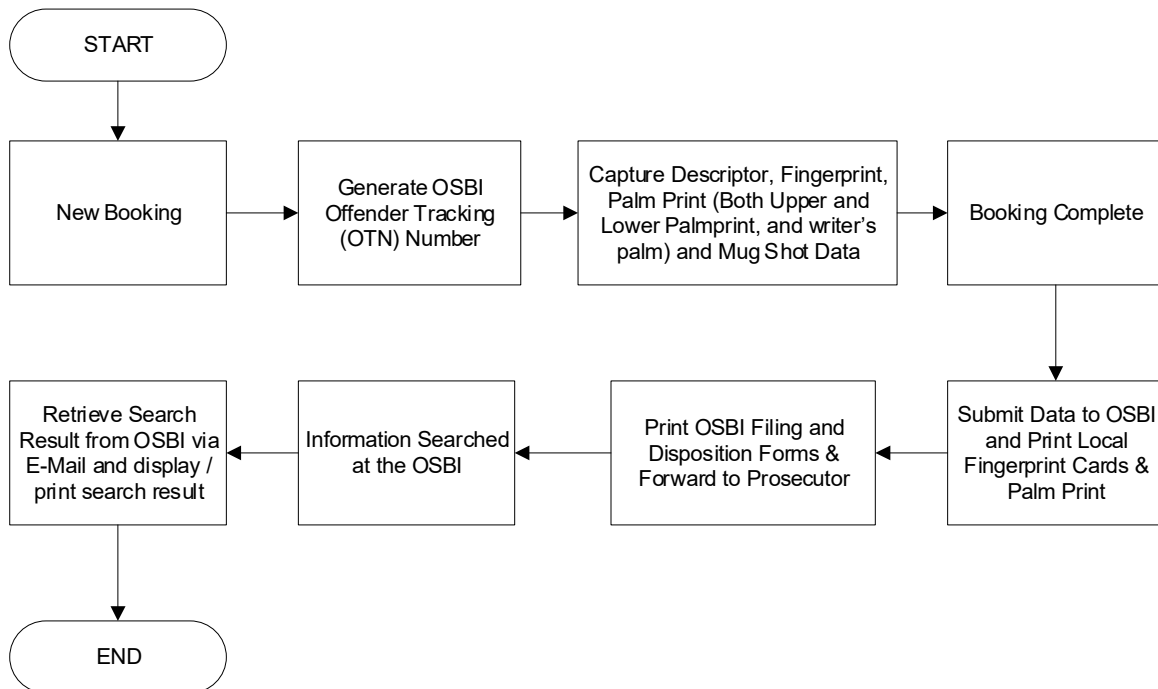 START
New Booking
Generate OSBI
Offender Tracking
(OTN) Number
Capture Descriptor, Fingerprint,
Palm Print (Both Upper and
Lower Palmprint, and writer's
palm) and Mug Shot Data
Booking Complete
Submit Data to OSBI
and Print Local
Fingerprint Cards &
Palm Print
Print OSBI Filing and
Disposition Forms &
Forward to Prosecutor
Information Searched
at the OSBI
Retrieve Search
Result from OSBI via
E-Mail and display /
print search result
END